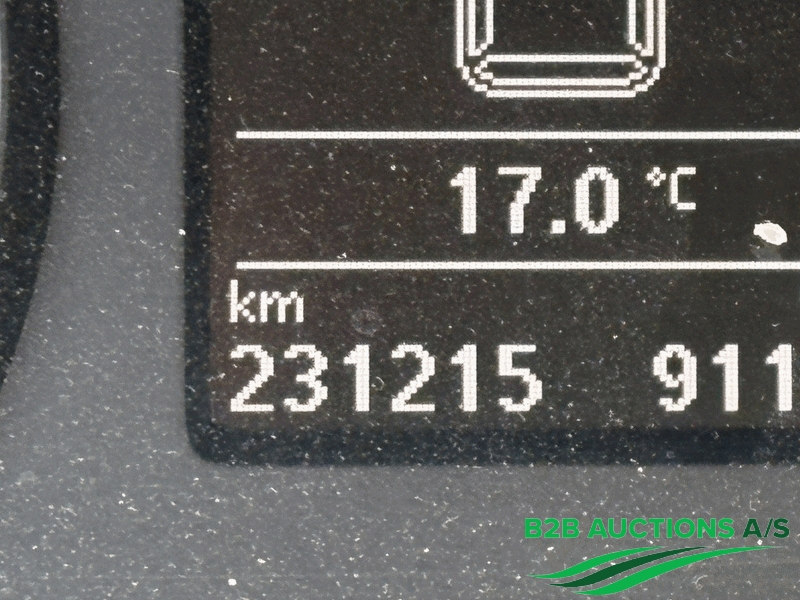 17.0 °C
km
231215 911
B2B AUCTIONS A/S